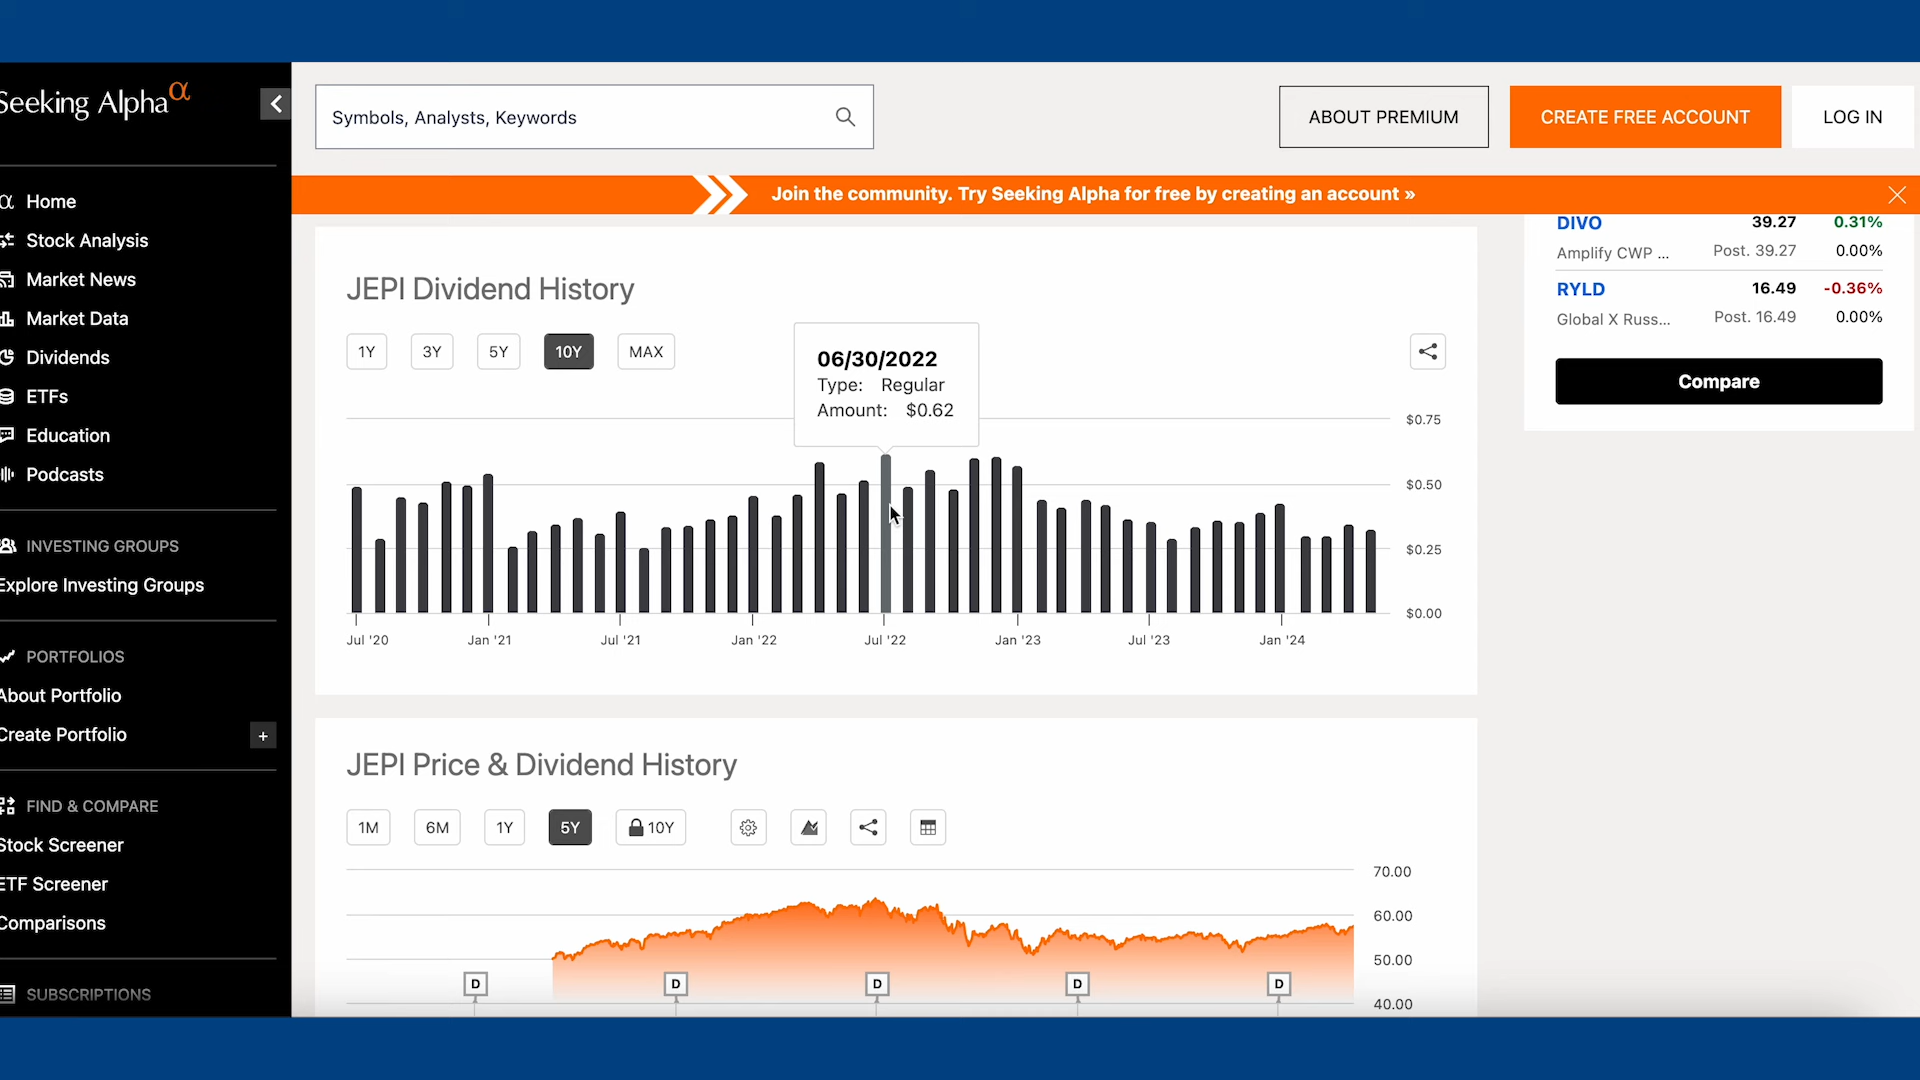 Seeking Alpha α
Symbols, Analysts, Keywords
ABOUT PREMIUM
CREATE FREE ACCOUNT
LOG IN
Join the community. Try Seeking Alpha for free by creating an account »
Home
Stock Analysis
Market News
Market Data
Dividends
ETFs
Education
Podcasts
INVESTING GROUPS
Explore Investing Groups
PORTFOLIOS
About Portfolio
Create Portfolio +
FIND & COMPARE
Stock Screener
ETF Screener
Comparisons
SUBSCRIPTIONS
JEPI Dividend History
1Y 3Y 5Y 10Y MAX
06/30/2022
Type: Regular
Amount: $0.62
$0.75
$0.50
$0.25
$0.00
Jul '20 Jan '21 Jul '21 Jan '22 Jul '22 Jan '23 Jul '23 Jan '24
JEPI Price & Dividend History
1M 6M 1Y 5Y 10Y
70.00
60.00
50.00
40.00
D D D D D
DIVO 39.27 0.31%
Amplify CWP ... Post. 39.27 0.00%
RYLD 16.49 -0.36%
Global X Russ... Post. 16.49 0.00%
Compare